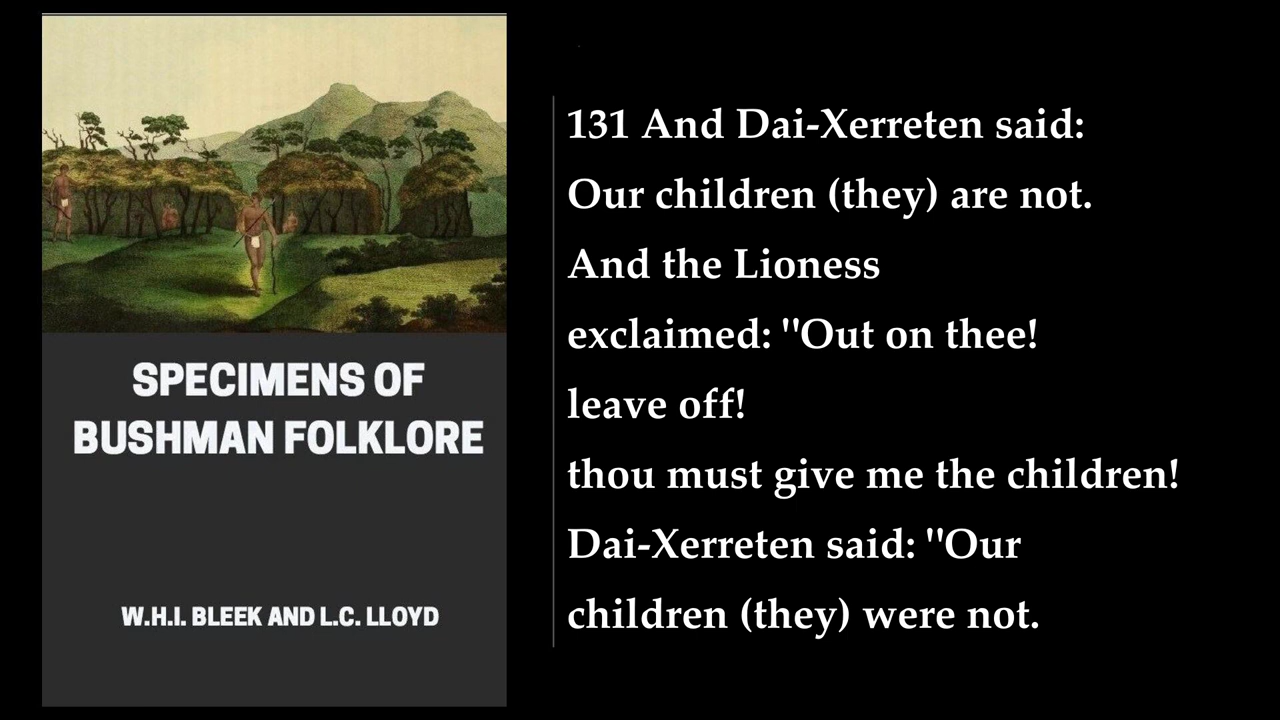 SPECIMENS OF
BUSHMAN FOLKLORE
W.H.I. BLEEK AND L.C. LLOYD
131 And Dai-Xerreten said:
Our children (they) are not.
And the Lioness
exclaimed: "Out on thee!
leave off!
thou must give me the children!
Dai-Xerreten said: "Our
children (they) were not.